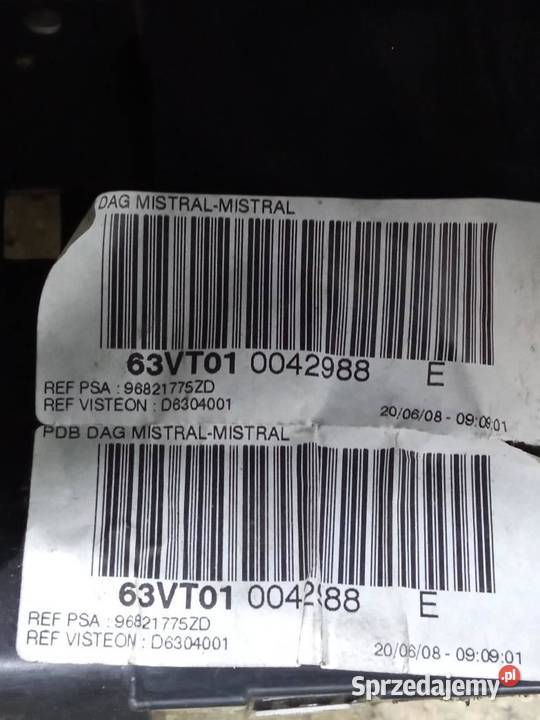 DAG MISTRAL-MISTRAL
63VT01 0042988 E
REF PSA : 96821775ZD
REF VISTEON : D6304001
20/06/08 - 09:09:01
PDB DAG MISTRAL-MISTRAL
63VT01 0042988 E
REF PSA : 96821775ZD
REF VISTEON : D6304001
20/06/08 - 09:09:01
Sprzedajemy.pl